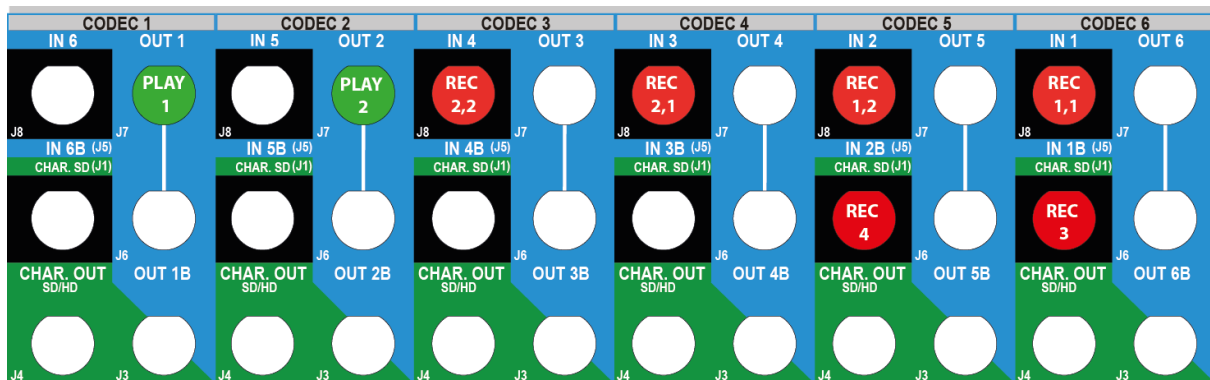 CODEC 1 CODEC 2 CODEC 3 CODEC 4 CODEC 5 CODEC 6
IN 6 OUT 1 IN 5 OUT 2 IN 4 OUT 3 IN 3 OUT 4 IN 2 OUT 5 IN 1 OUT 6
PLAY PLAY REC REC REC REC
1 2 2,2 2,1 1,2 1,1
J8 J7 J8 J7 J8 J7 J8 J7 J8 J7 J8 J7
IN 6B (J5) IN 5B (J5) IN 4B (J5) IN 3B (J5) IN 2B (J5) IN 1B (J5)
CHAR. SD (J1) CHAR. SD (J1) CHAR. SD (J1) CHAR. SD (J1) CHAR. SD (J1) CHAR. SD (J1)
REC REC
4 3
J6 J6 J6 J6 J6 J6
CHAR. OUT OUT 1B CHAR. OUT OUT 2B CHAR. OUT OUT 3B CHAR. OUT OUT 4B CHAR. OUT OUT 5B CHAR. OUT OUT 6B
SD/HD SD/HD SD/HD SD/HD SD/HD SD/HD
J4 J3 J4 J3 J4 J3 J4 J3 J4 J3 J4 J3